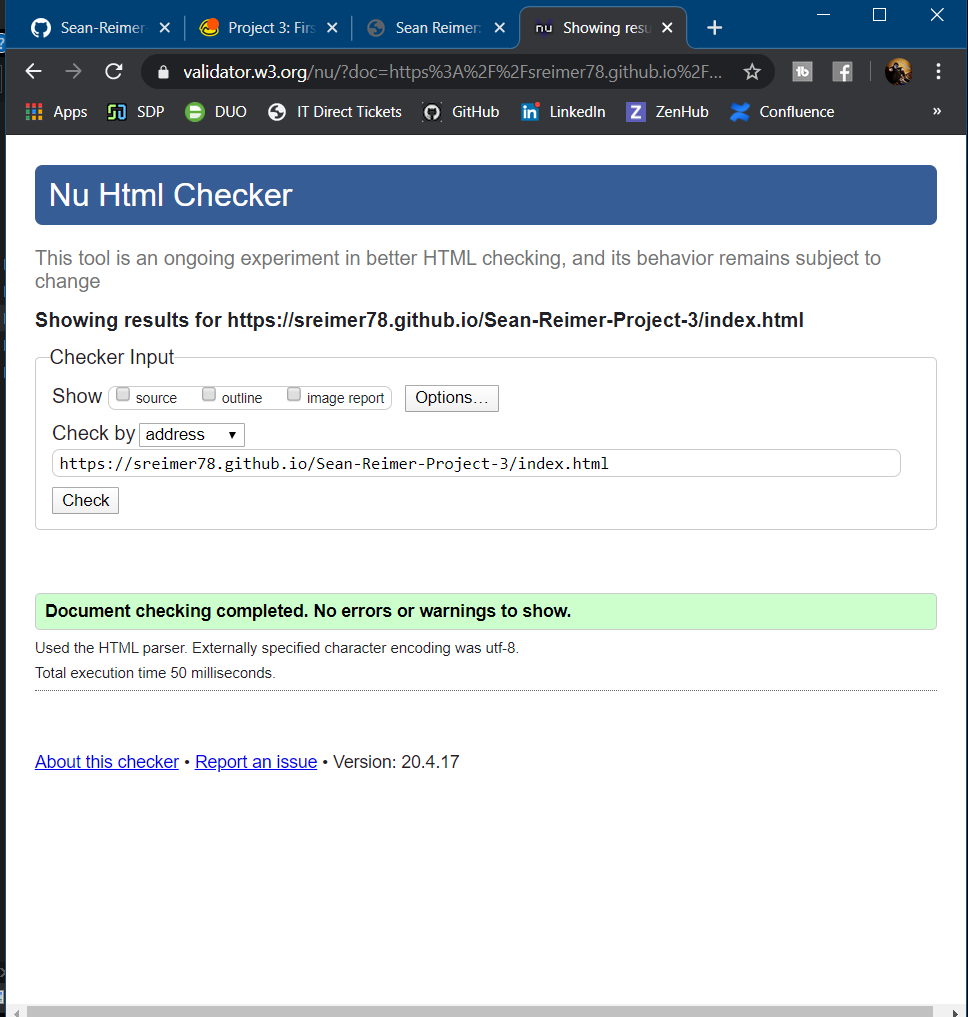 Sean-Reimer- Project 3: Firs Sean Reimer: nu Showing resu
validator.w3.org/nu/?doc=https%3A%2F%2Fsreimer78.github.io%2F...
Apps SDP DUO IT Direct Tickets GitHub in LinkedIn Z ZenHub Confluence »
Nu Html Checker
This tool is an ongoing experiment in better HTML checking, and its behavior remains subject to
change
Showing results for https://sreimer78.github.io/Sean-Reimer-Project-3/index.html
Checker Input
Show source outline image report Options...
Check by address
https://sreimer78.github.io/Sean-Reimer-Project-3/index.html
Check
Document checking completed. No errors or warnings to show.
Used the HTML parser. Externally specified character encoding was utf-8.
Total execution time 50 milliseconds.
About this checker • Report an issue • Version: 20.4.17